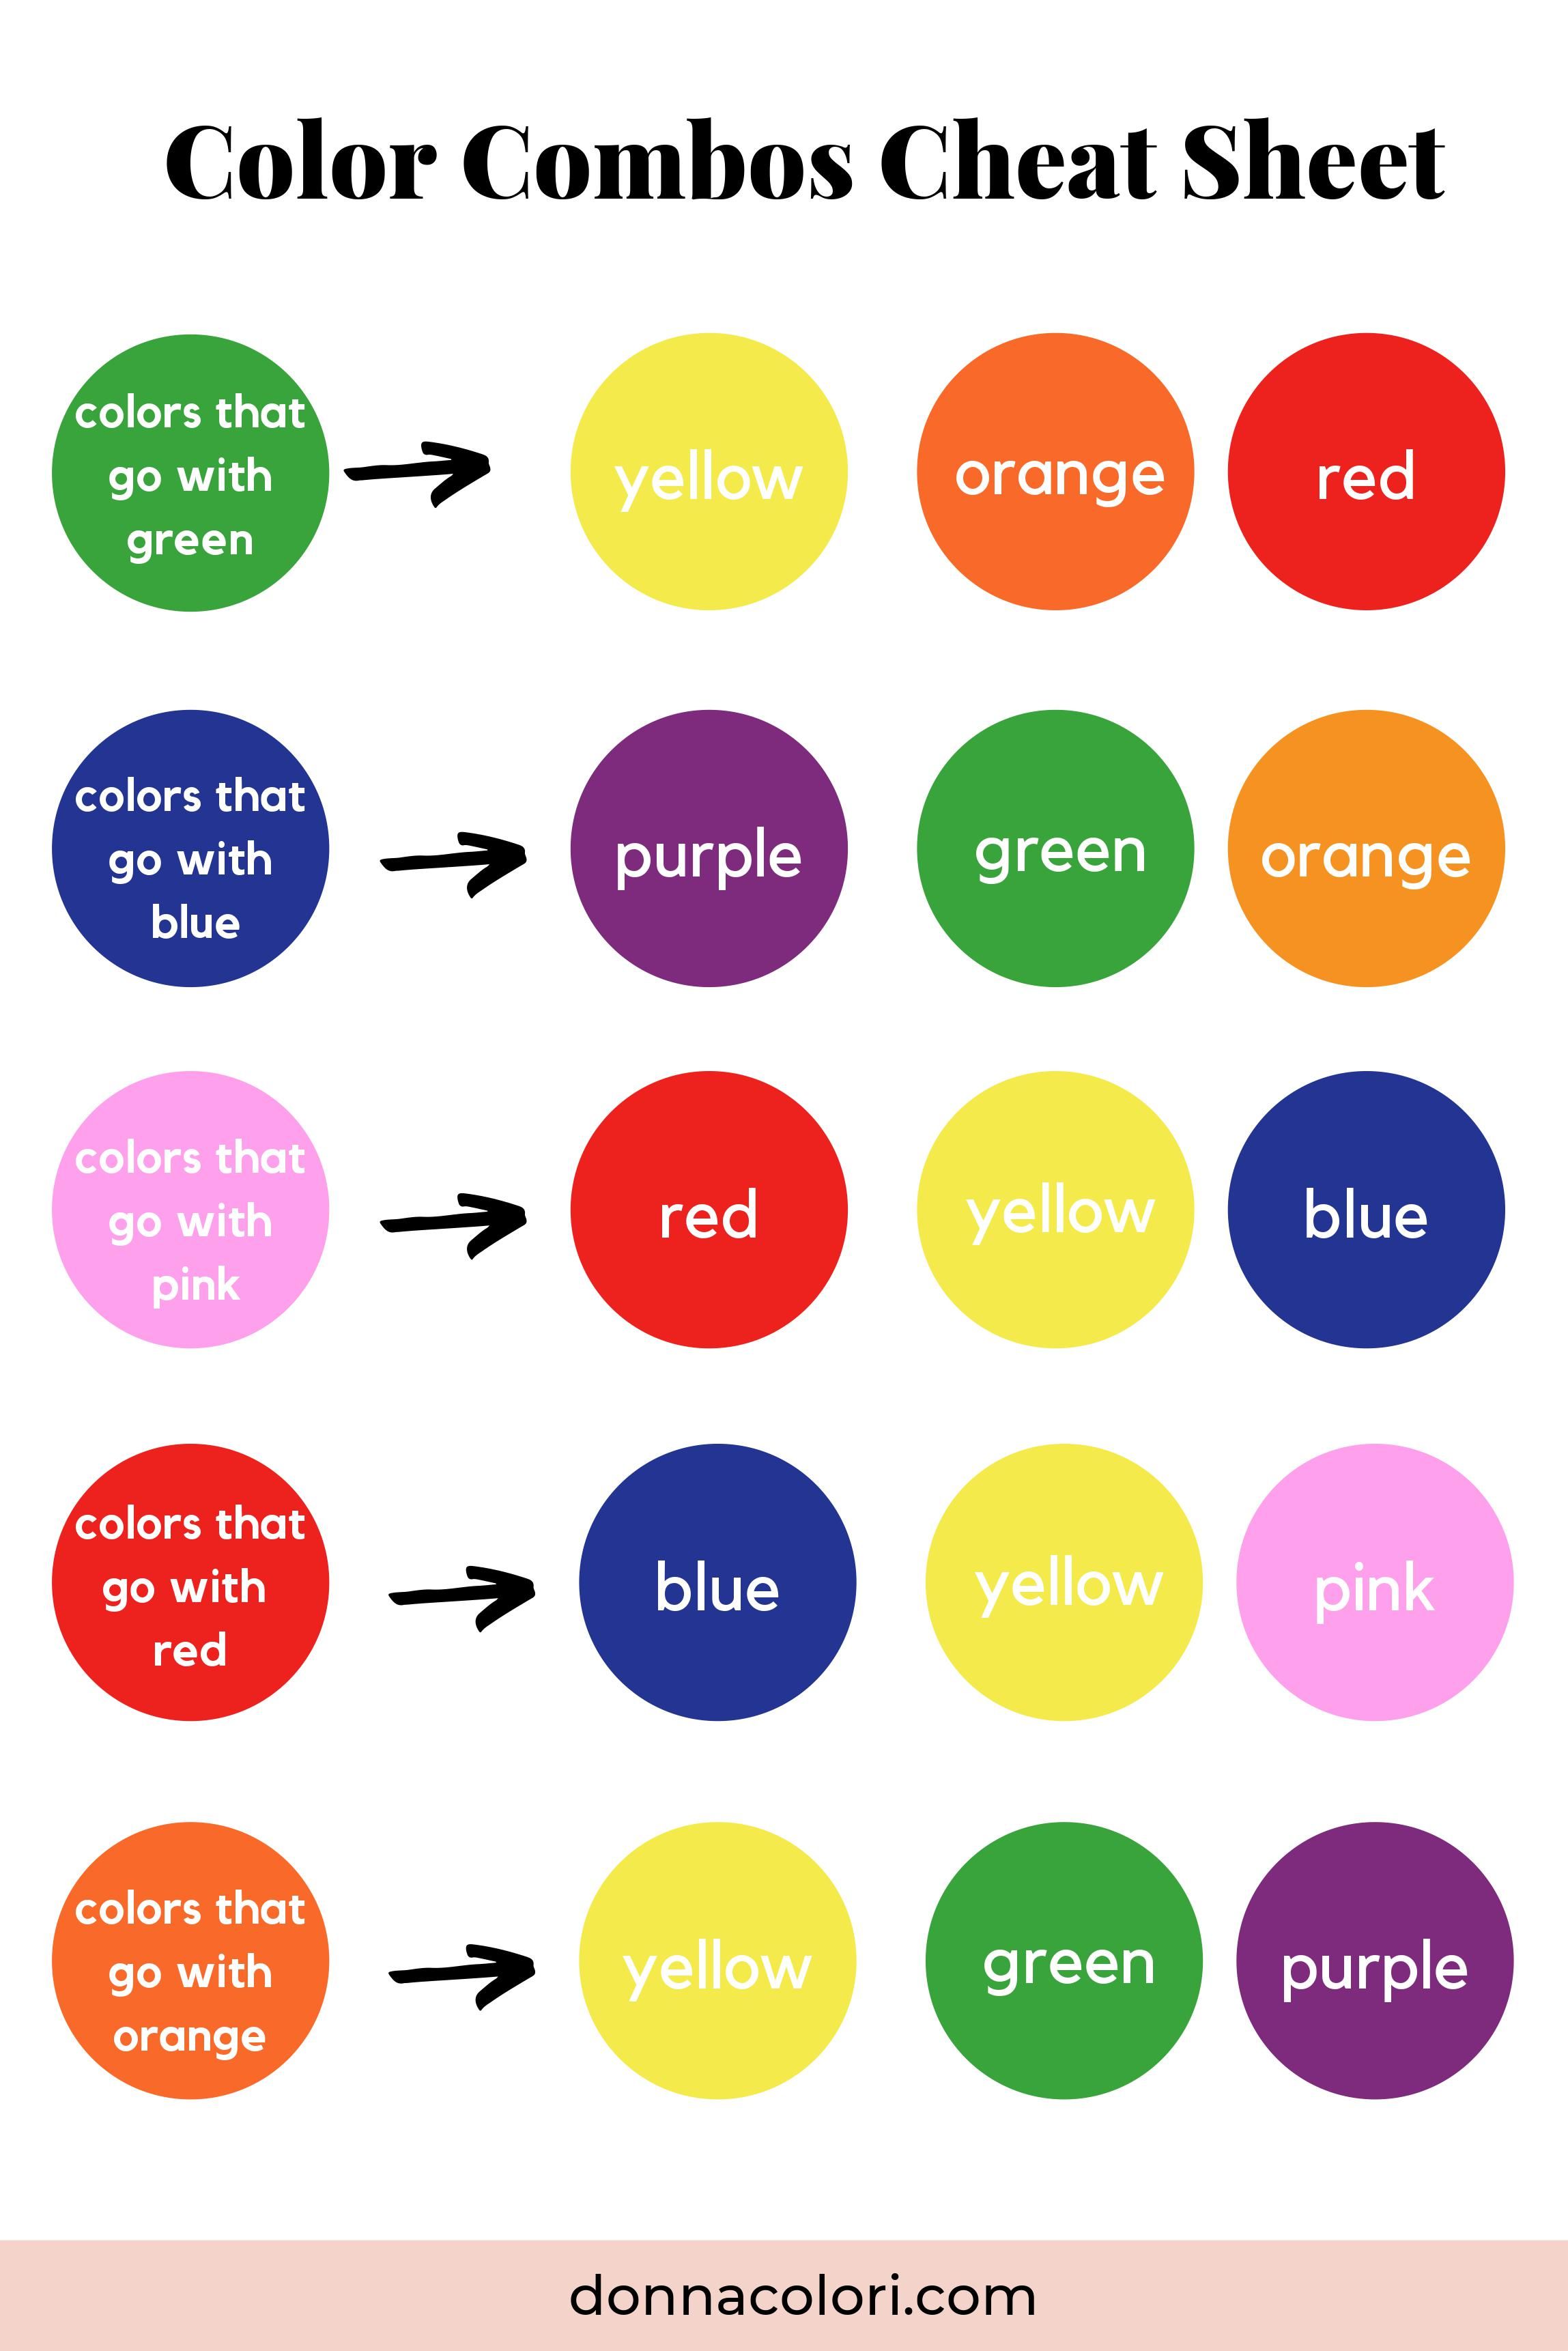 Color Combos Cheat Sheet
colors that
go with
green
yellow
orange
red
colors that
go with
blue
purple
green
orange
colors that
go with
pink
red
yellow
blue
colors that
go with
red
blue
yellow
pink
colors that
go with
orange
yellow
green
purple
donnacolori.com